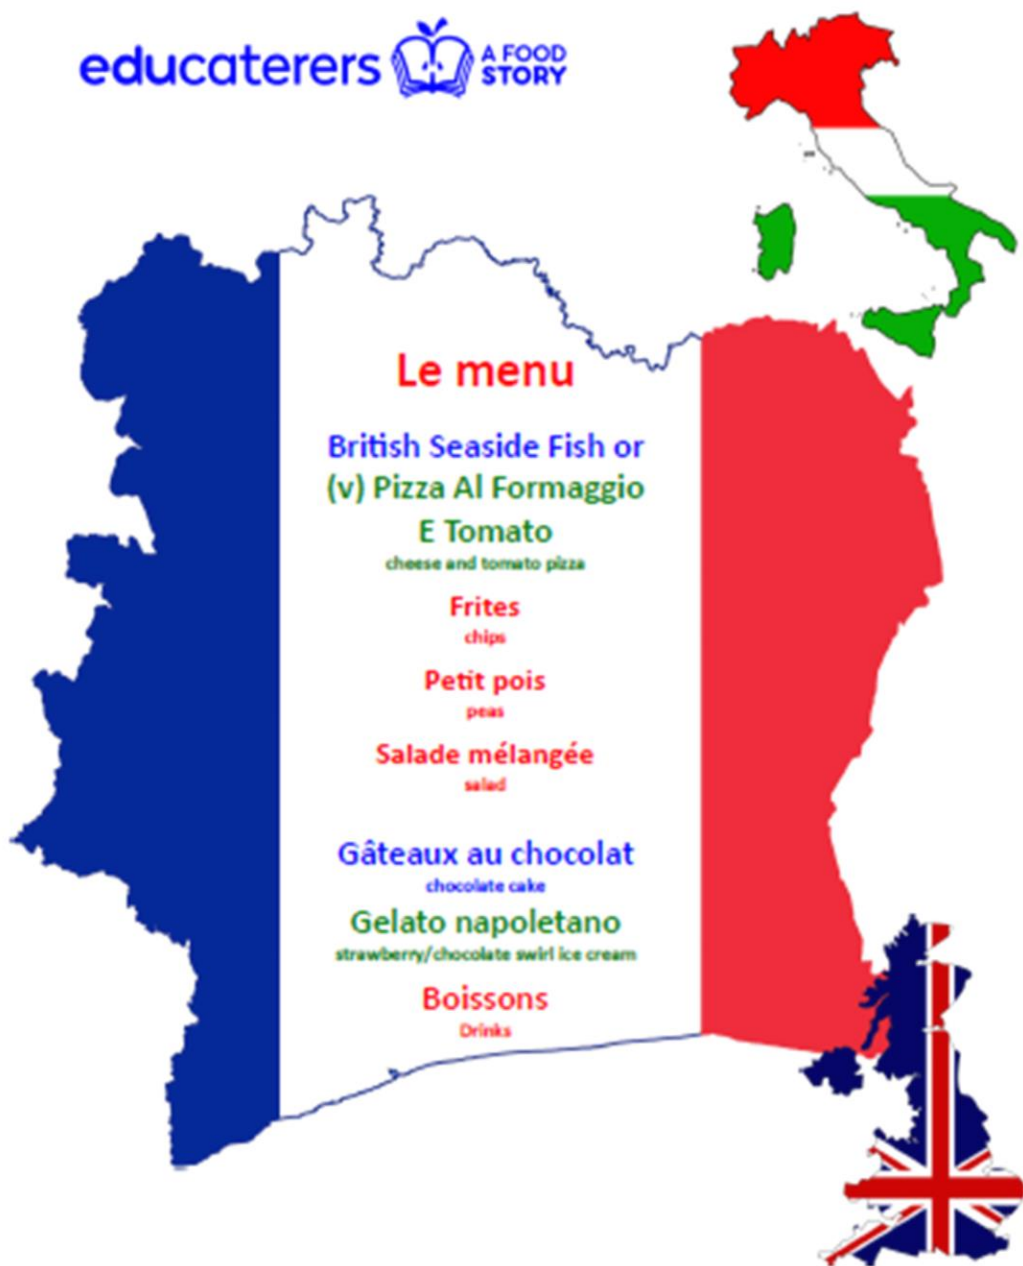 educaterers A FOOD STORY
Le menu
British Seaside Fish or
(v) Pizza Al Formaggio
E Tomato
cheese and tomato pizza
Frites
chips
Petit pois
peas
Salade mélangée
salad
Gâteaux au chocolat
chocolate cake
Gelato napoletano
strawberry/chocolate swirl ice cream
Boissons
Drinks